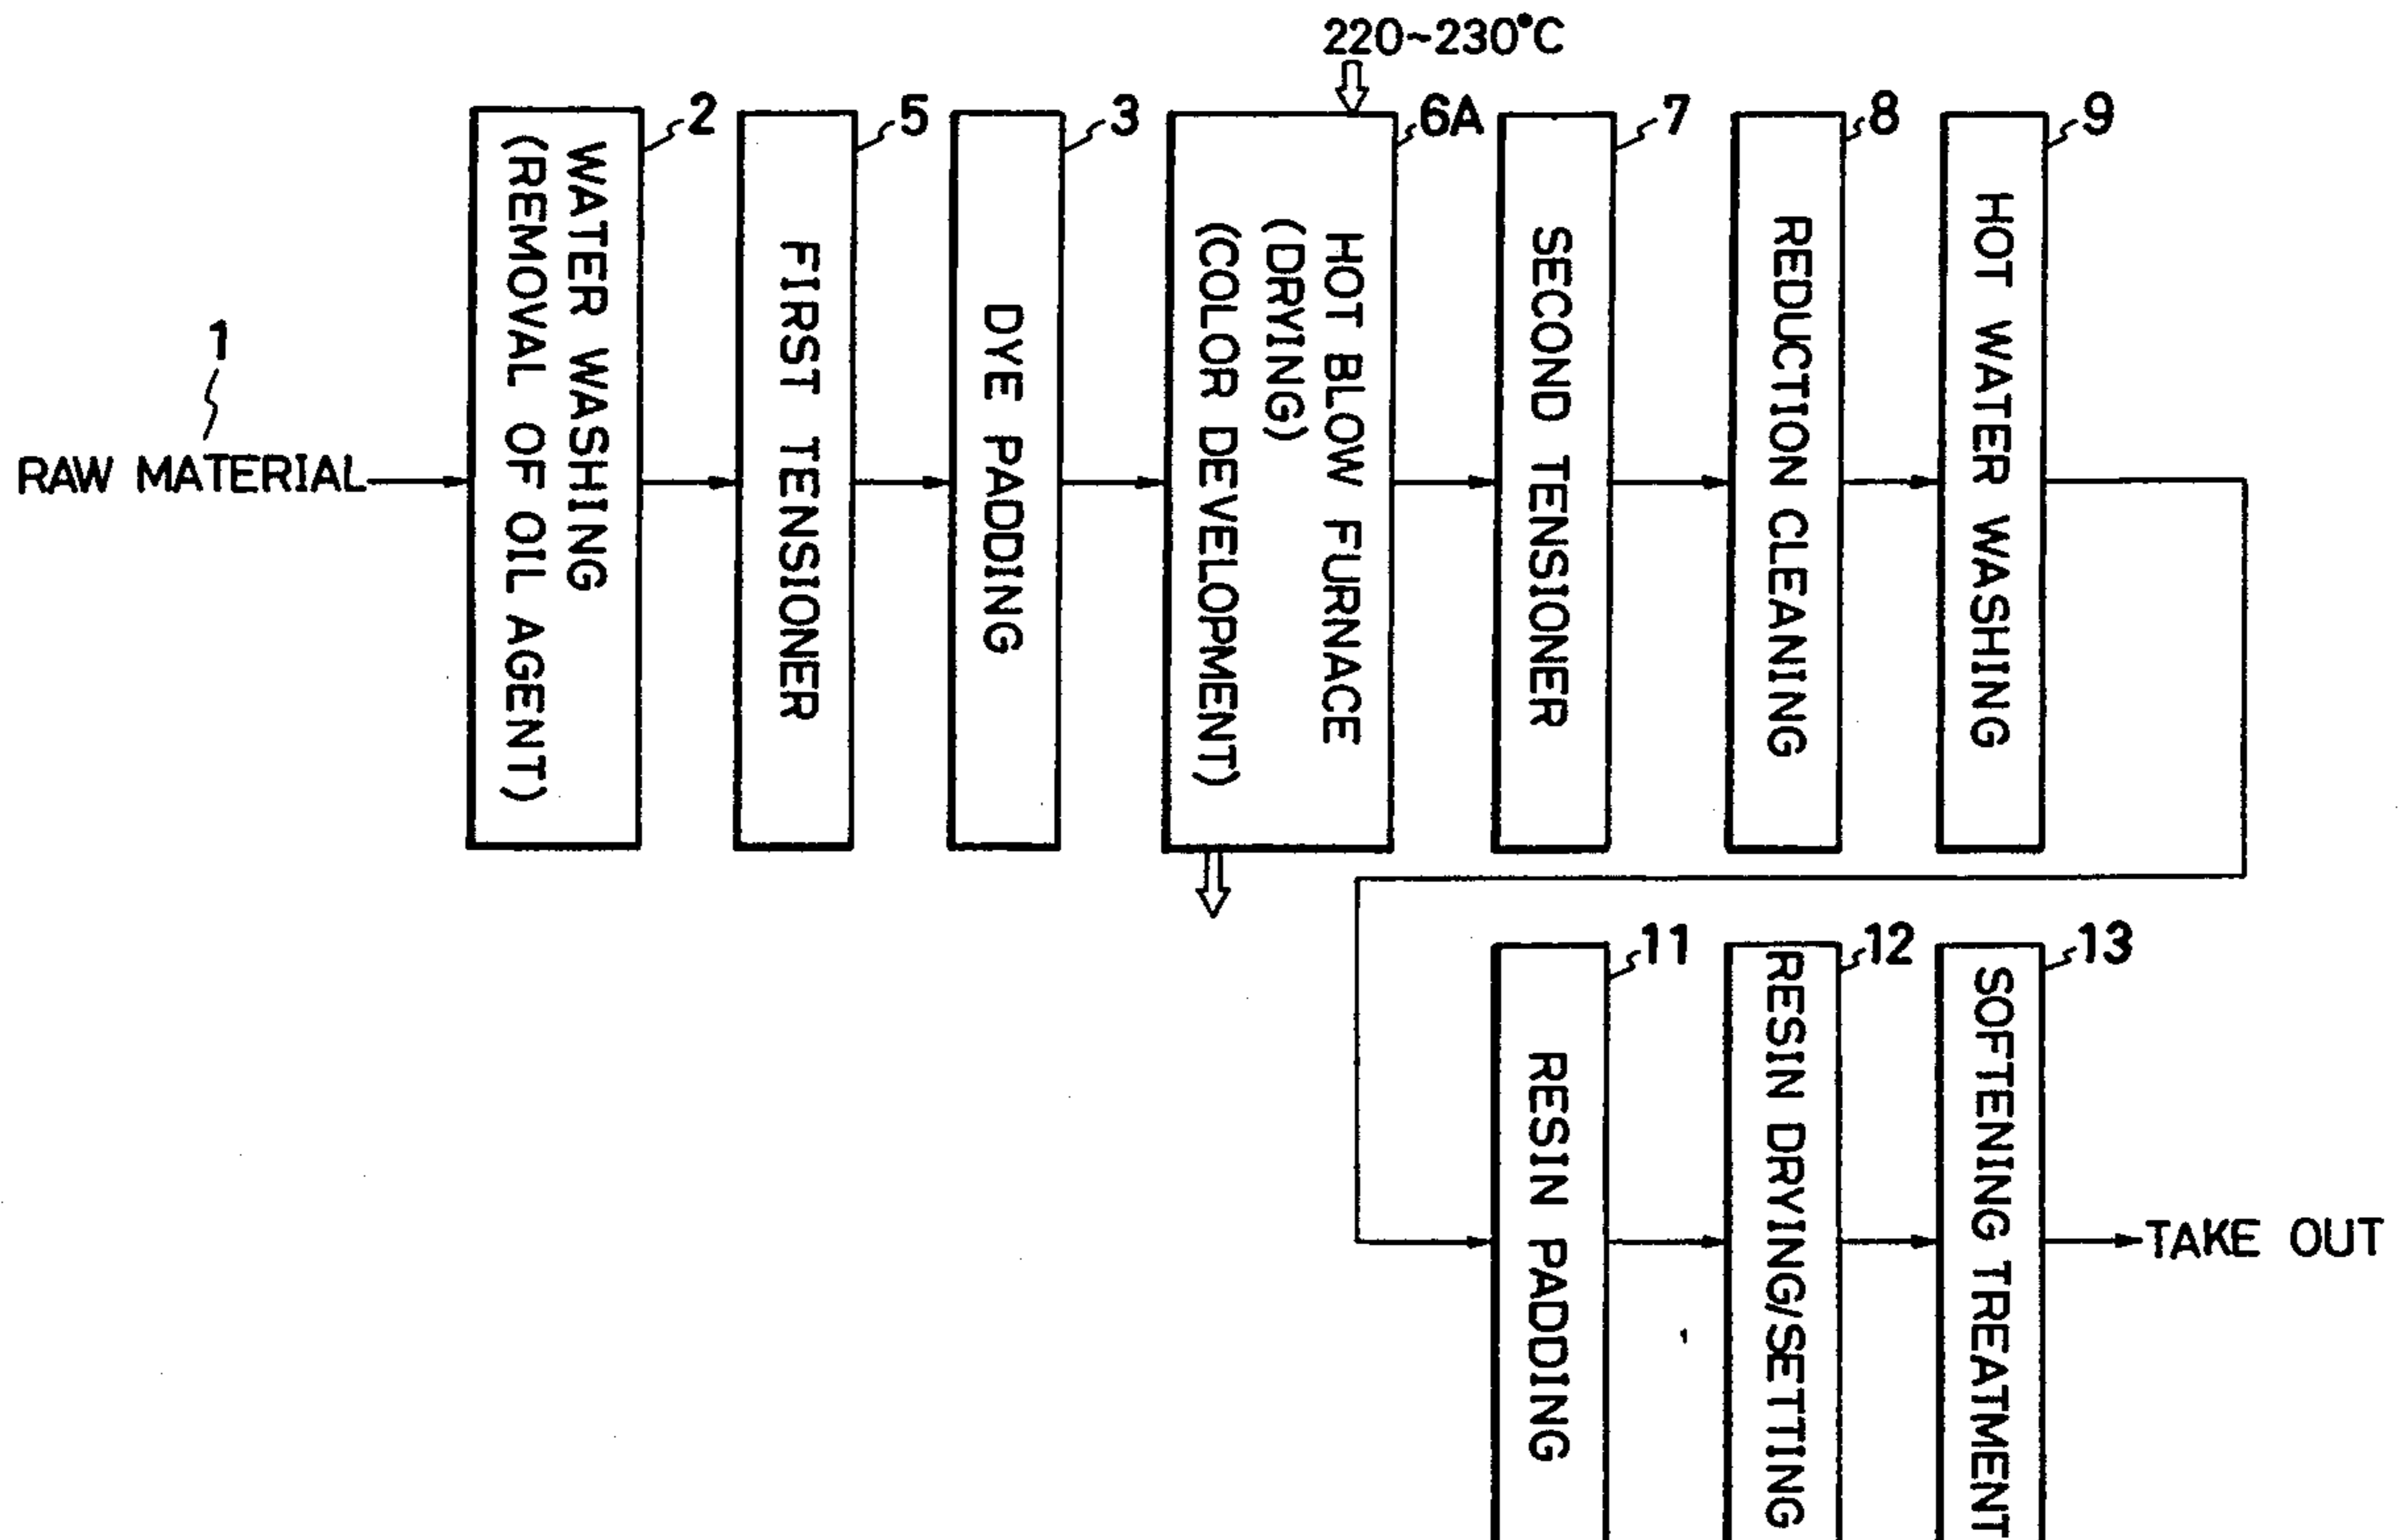 220~230°C
1
RAW MATERIAL
2
WATER WASHING
(REMOVAL OF OIL AGENT)
5
FIRST TENSIONER
3
DYE PADDING
6A
HOT BLOW FURNACE
(DRYING)
(COLOR DEVELOPMENT)
7
SECOND TENSIONER
8
REDUCTION CLEANING
9
HOT WATER WASHING
11
RESIN PADDING
12
RESIN DRYING/SETTING
13
SOFTENING TREATMENT
TAKE OUT